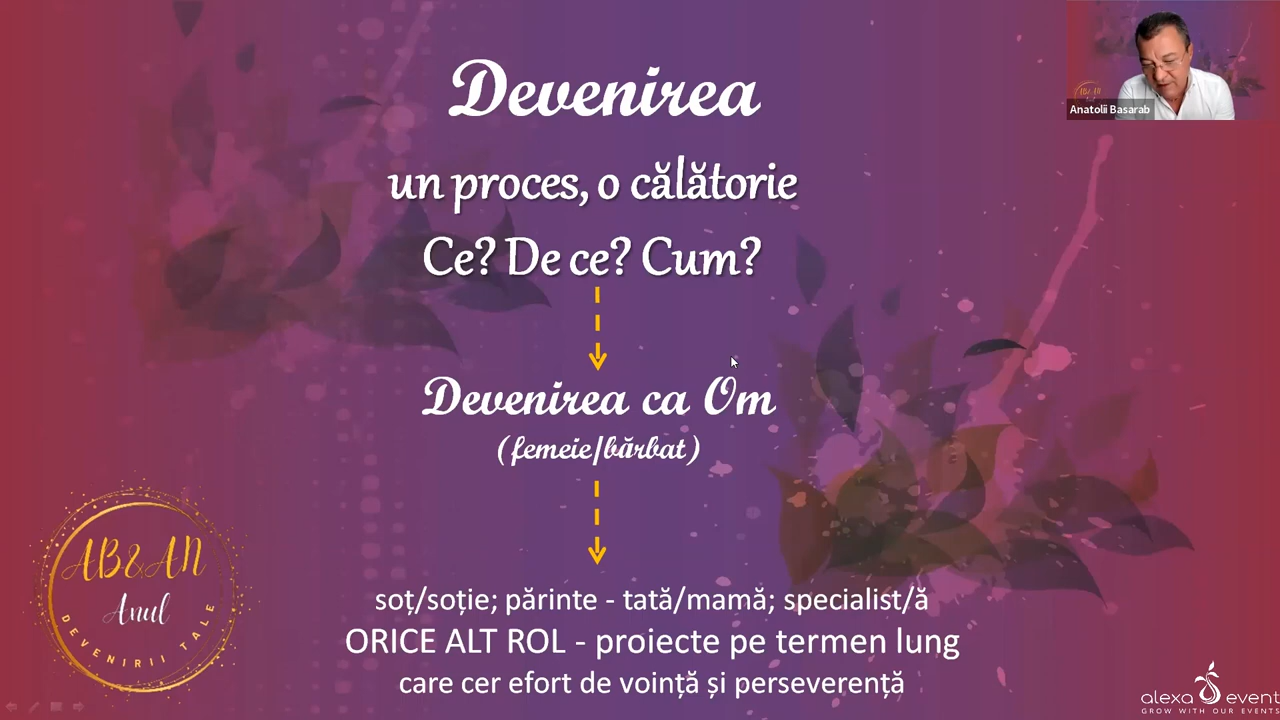 Devenirea
un proces, o călătorie
Ce? De ce? Cum?
Devenirea ca Om
(femeie/bărbat)
soț/soție; părinte - tată/mamă; specialist/ă
ORICE ALT ROL - proiecte pe termen lung
care cer efort de voință și perseverență
Anatolii Basarab
AB&AN
Anul
DEVENIRII TALE
alexa event
GROW WITH OUR EVENTS